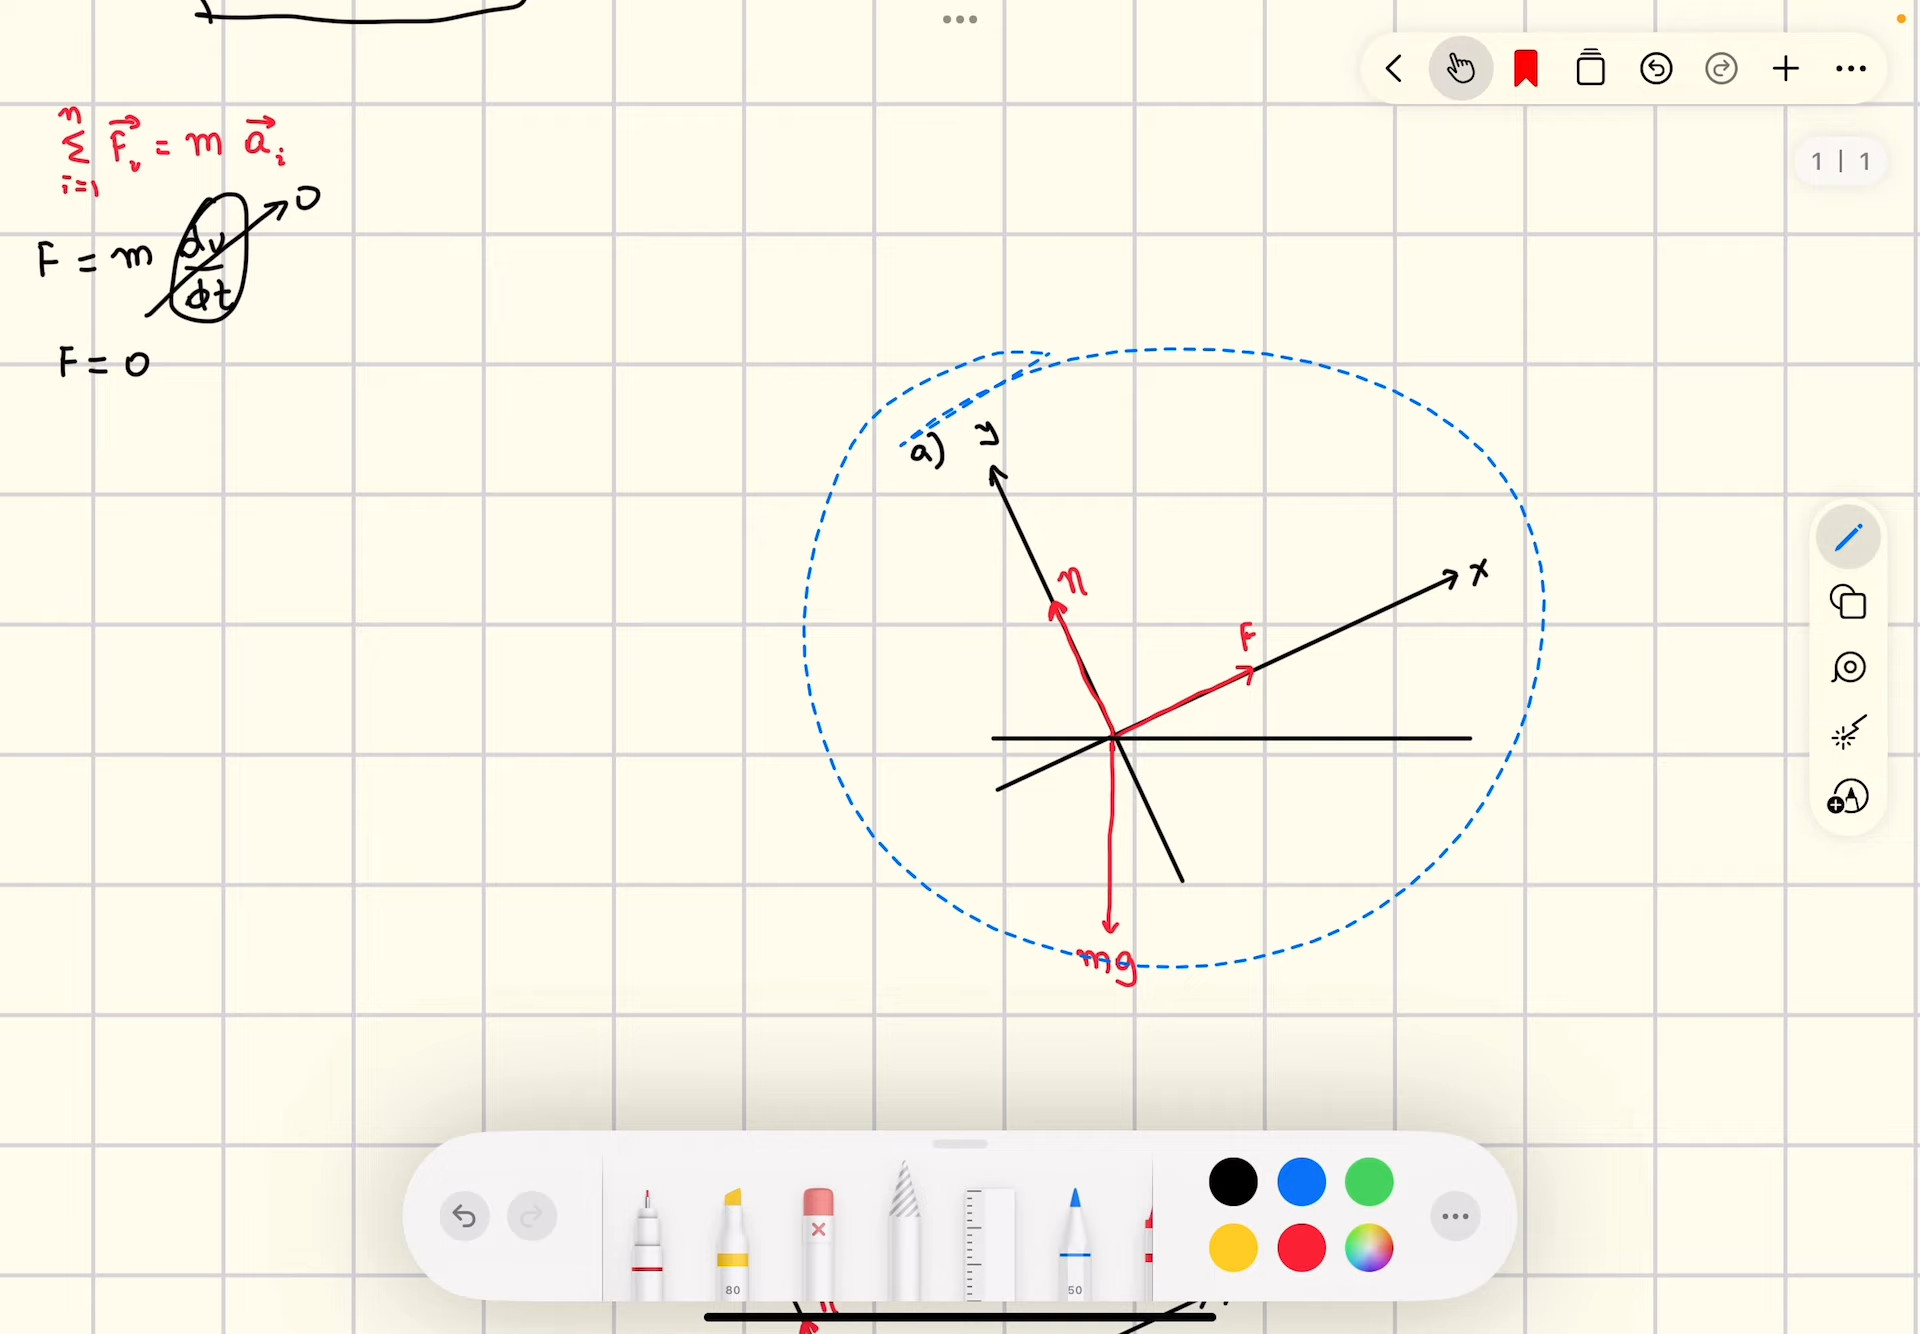 1 | 1
n
Σ F⃗ᵢ = m a⃗ᵢ
i=1
F = m dv/dt → 0
F = 0
a) y
n
x
F
mg
80
50